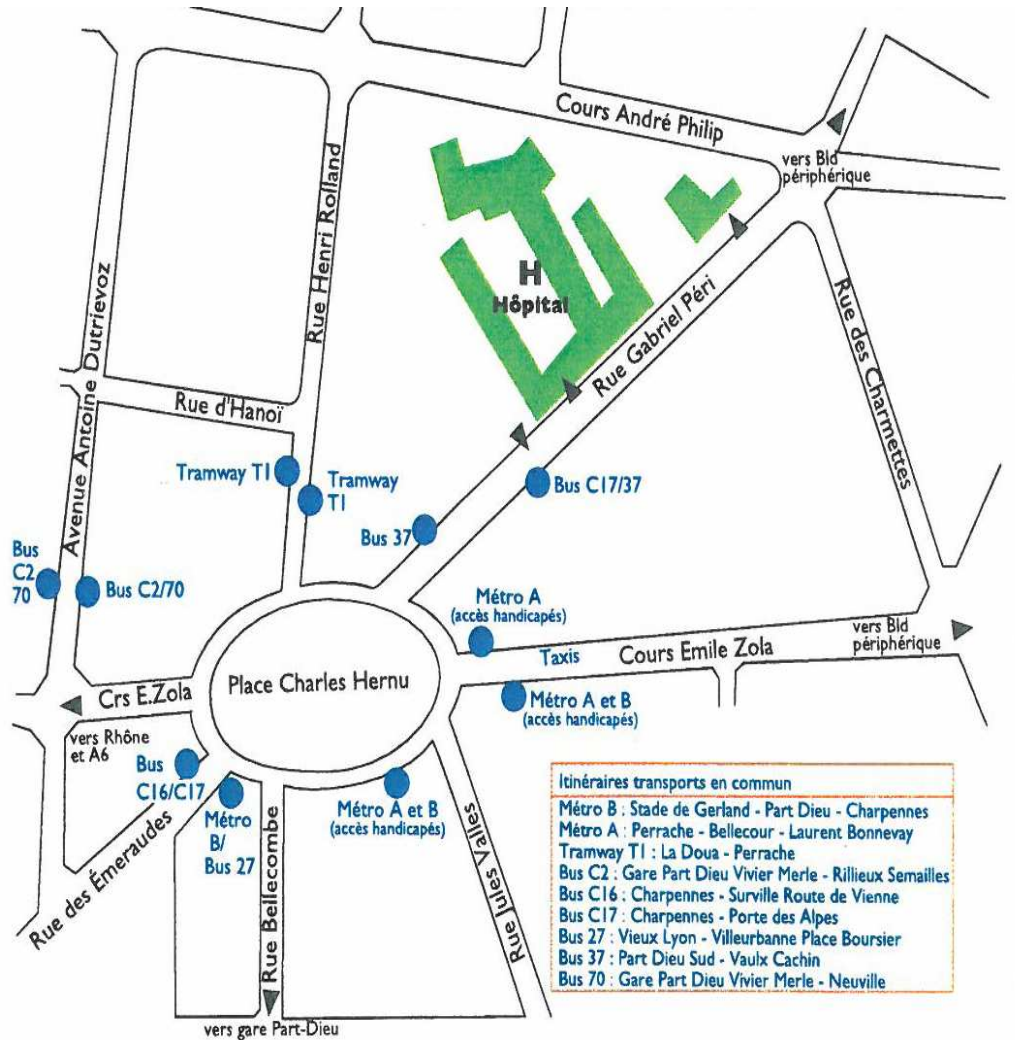 Cours André Philip
vers Bld
périphérique
Rue Henri Rolland
Avenue Antoine Dutrievoz
H
Hôpital
Rue Gabriel Péri
Rue des Charmettes
Rue d'Hanoï
Tramway T1
Tramway
T1
Bus C17/37
Bus 37
Bus
C2
70
Bus C2/70
Métro A
(accès handicapés)
Taxis
Cours Emile Zola
vers Bld
périphérique
Crs E.Zola
Place Charles Hernu
Métro A et B
(accès handicapés)
vers Rhône
et A6
Bus
C16/C17
Métro
B/
Bus 27
Métro A et B
(accès handicapés)
Rue des Émeraudes
Rue Bellecombe
Rue Jules Valles
vers gare Part-Dieu
Itinéraires transports en commun
Métro B : Stade de Gerland - Part Dieu - Charpennes
Métro A : Perrache - Bellecour - Laurent Bonnevay
Tramway T1 : La Doua - Perrache
Bus C2 : Gare Part Dieu Vivier Merle - Rillieux Semailles
Bus C16 : Charpennes - Surville Route de Vienne
Bus C17 : Charpennes - Porte des Alpes
Bus 27 : Vieux Lyon - Villeurbanne Place Boursier
Bus 37 : Part Dieu Sud - Vaulx Cachin
Bus 70 : Gare Part Dieu Vivier Merle - Neuville